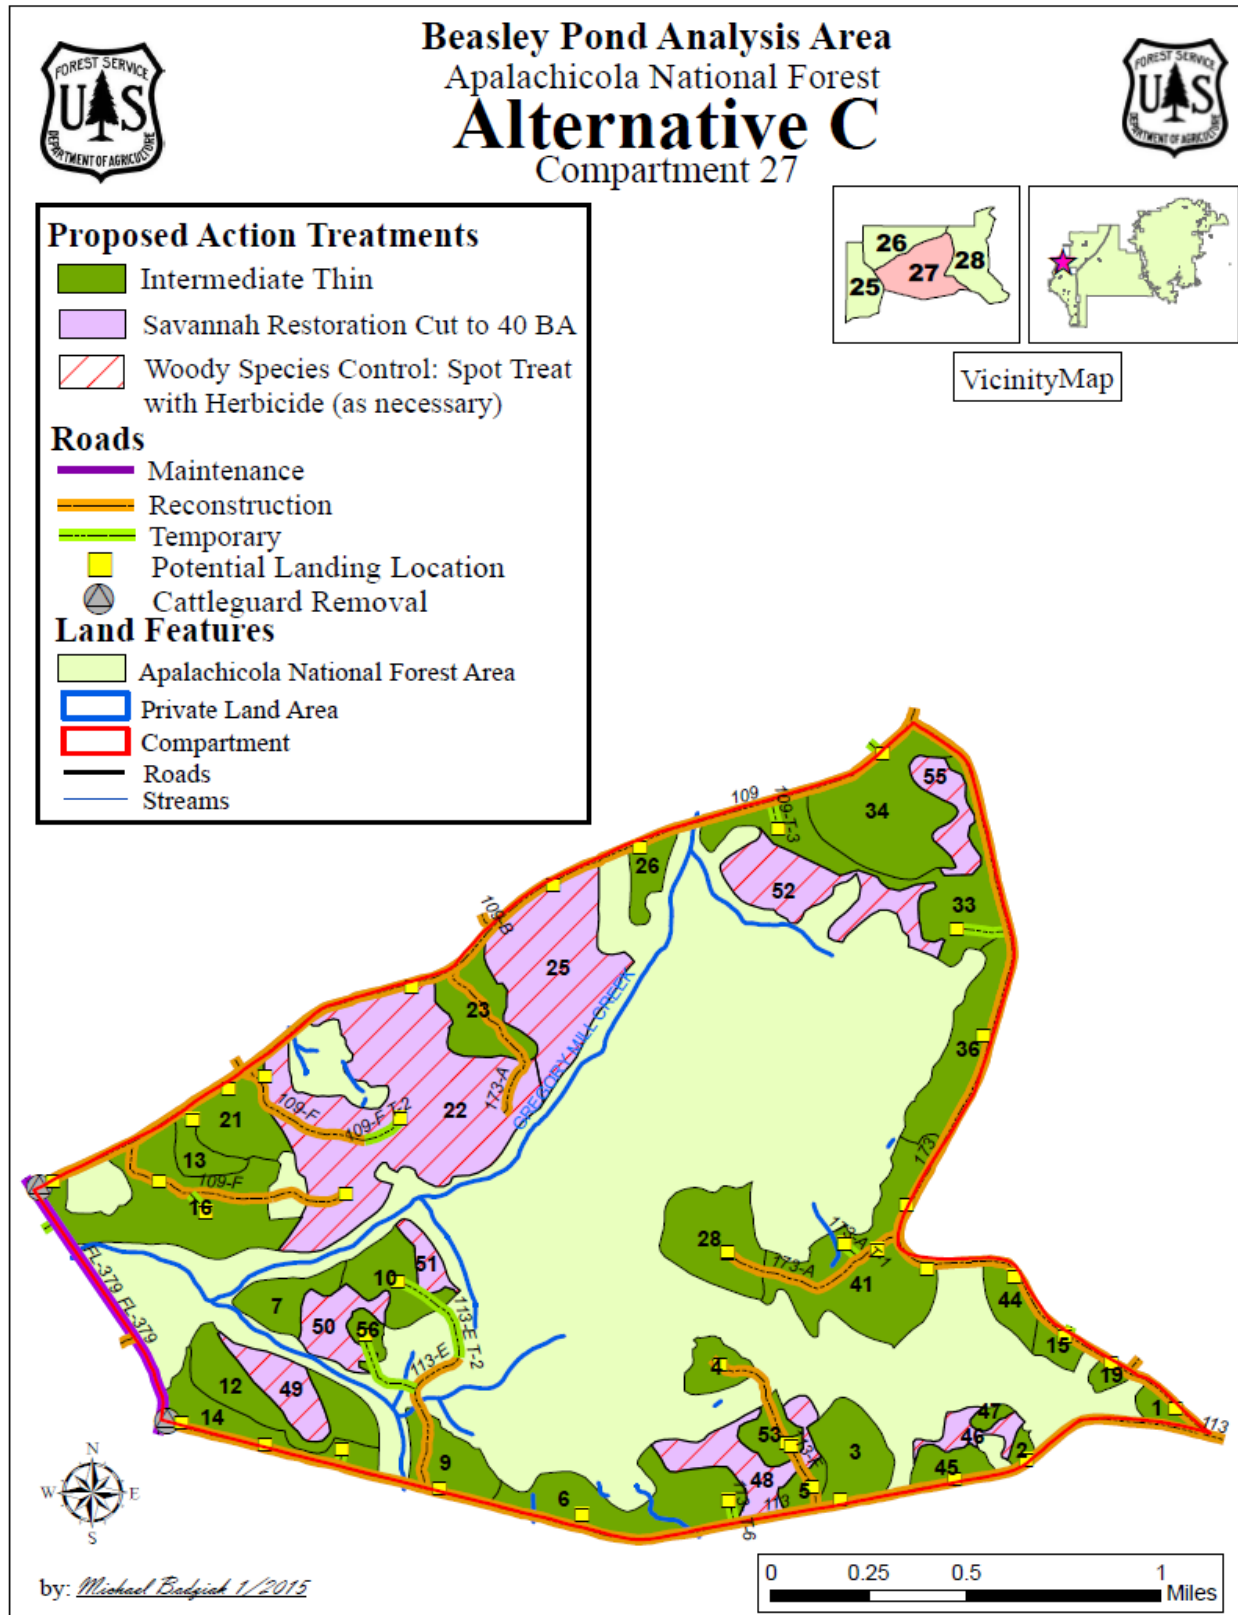 Beasley Pond Analysis Area
Apalachicola National Forest
Alternative C
Compartment 27
FOREST SERVICE
US
DEPARTMENT OF AGRICULTURE
FOREST SERVICE
US
DEPARTMENT OF AGRICULTURE
26
27
28
25
VicinityMap
Proposed Action Treatments
Intermediate Thin
Savannah Restoration Cut to 40 BA
Woody Species Control: Spot Treat
with Herbicide (as necessary)
Roads
Maintenance
Reconstruction
Temporary
Potential Landing Location
Cattleguard Removal
Land Features
Apalachicola National Forest Area
Private Land Area
Compartment
Roads
Streams
55
109
109-T-3
34
26
52
33
109-B
25
23
36
173-A
GREGORY MILL CREEK
22
109-F
109-F T-2
21
13
173
109-F
16
28
173-A T-1
173-A
41
FL-379 FL-379
51
10
7
44
50
56
113-E T-2
15
113-E
4
19
12
49
1
14
47
113
53
46
2
113-F
3
9
48
45
5
6
113
113 T-6
N
W
E
S
by: Michael Badziak 1/2015
0 0.25 0.5 1
Miles